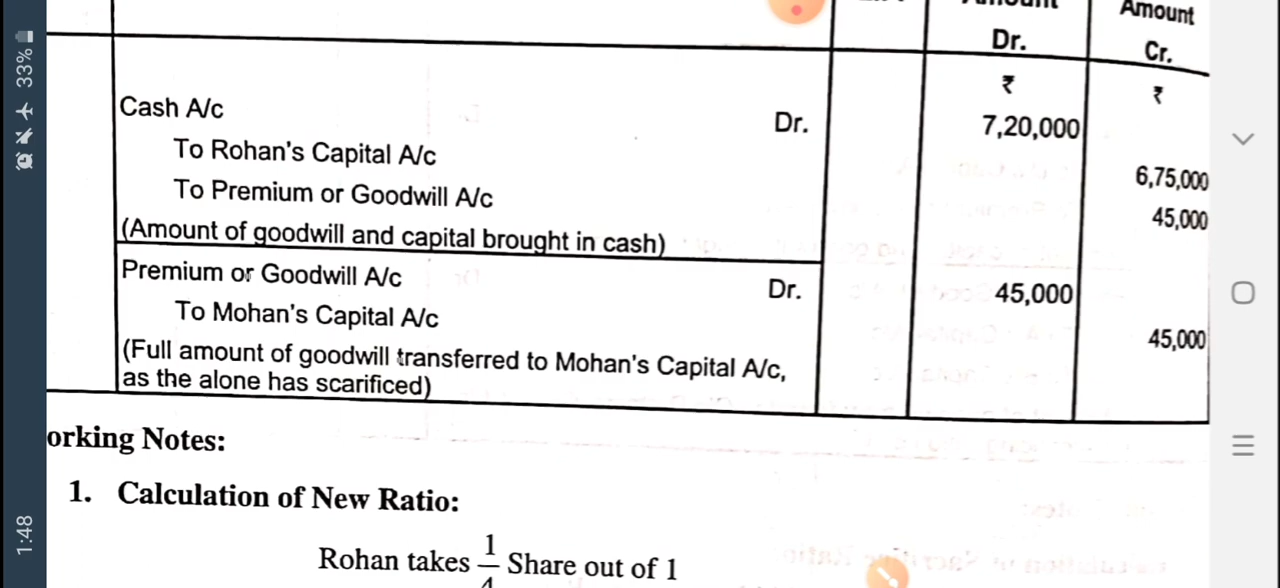 Amount
Amount
Dr.
Cr.
₹
₹
Cash A/c Dr. 7,20,000
To Rohan's Capital A/c 6,75,000
To Premium or Goodwill A/c 45,000
(Amount of goodwill and capital brought in cash)
Premium or Goodwill A/c Dr. 45,000
To Mohan's Capital A/c 45,000
(Full amount of goodwill transferred to Mohan's Capital A/c,
as the alone has scarificed)
orking Notes:
1. Calculation of New Ratio:
Rohan takes 1/4 Share out of 1
33%
1:48